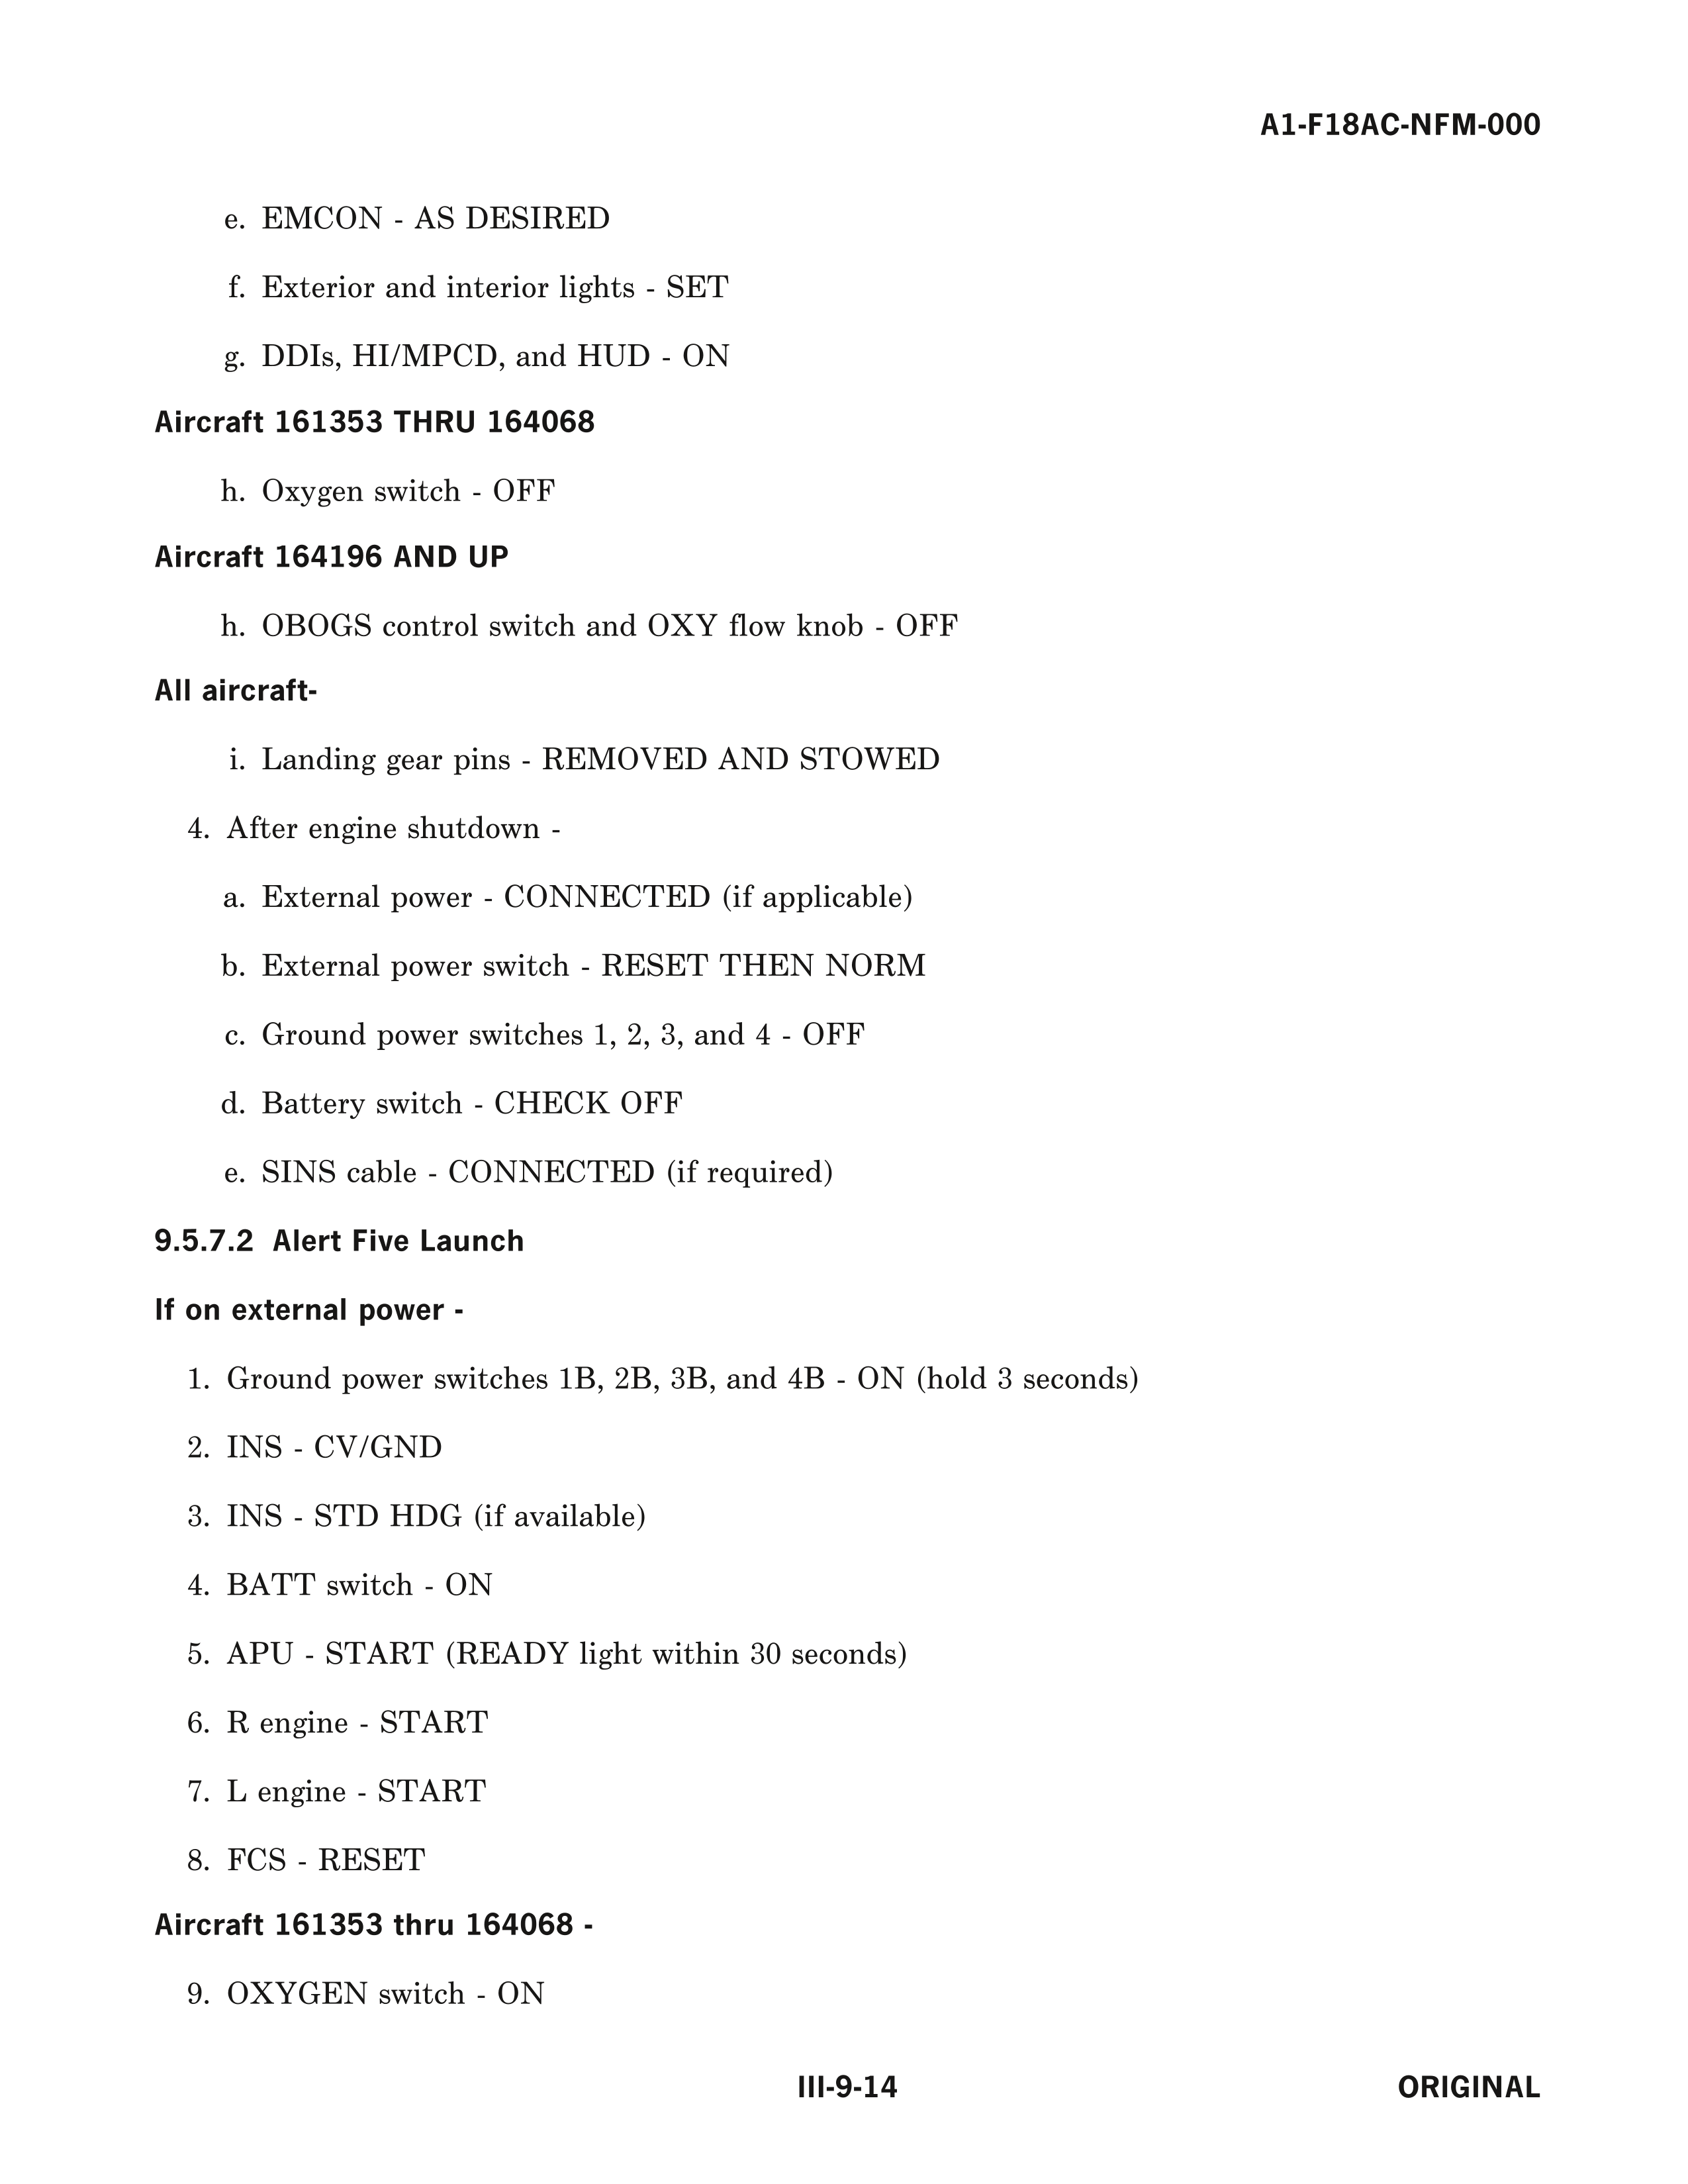 A1-F18AC-NFM-000
e. EMCON - AS DESIRED
f. Exterior and interior lights - SET
g. DDIs, HI/MPCD, and HUD - ON
Aircraft 161353 THRU 164068
h. Oxygen switch - OFF
Aircraft 164196 AND UP
h. OBOGS control switch and OXY flow knob - OFF
All aircraft-
i. Landing gear pins - REMOVED AND STOWED
4. After engine shutdown -
a. External power - CONNECTED (if applicable)
b. External power switch - RESET THEN NORM
c. Ground power switches 1, 2, 3, and 4 - OFF
d. Battery switch - CHECK OFF
e. SINS cable - CONNECTED (if required)
9.5.7.2 Alert Five Launch
If on external power -
1. Ground power switches 1B, 2B, 3B, and 4B - ON (hold 3 seconds)
2. INS - CV/GND
3. INS - STD HDG (if available)
4. BATT switch - ON
5. APU - START (READY light within 30 seconds)
6. R engine - START
7. L engine - START
8. FCS - RESET
Aircraft 161353 thru 164068 -
9. OXYGEN switch - ON
III-9-14
ORIGINAL